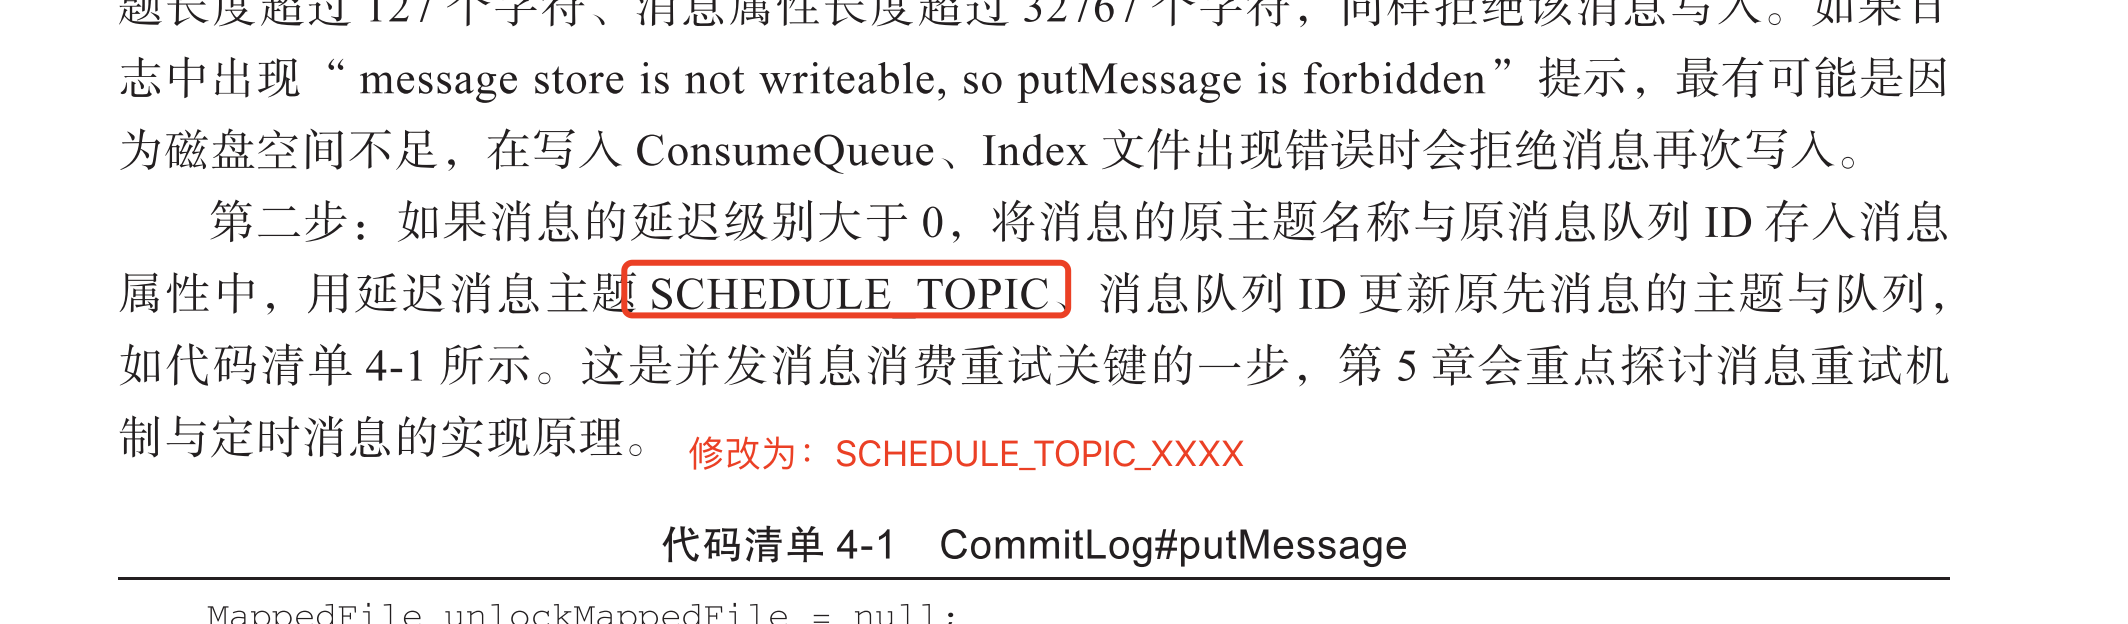 题长度超过 127 个字符、消息属性长度超过 32767 个字符，同样拒绝该消息写入。如果日
志中出现“message store is not writeable, so putMessage is forbidden”提示，最有可能是因
为磁盘空间不足，在写入 ConsumeQueue、Index 文件出现错误时会拒绝消息再次写入。
第二步：如果消息的延迟级别大于 0，将消息的原主题名称与原消息队列 ID 存入消息
属性中，用延迟消息主题 SCHEDULE_TOPIC、消息队列 ID 更新原先消息的主题与队列，
如代码清单 4-1 所示。这是并发消息消费重试关键的一步，第 5 章会重点探讨消息重试机
制与定时消息的实现原理。
修改为：SCHEDULE_TOPIC_XXXX
代码清单 4-1 CommitLog#putMessage
MappedFile unlockMappedFile = null;